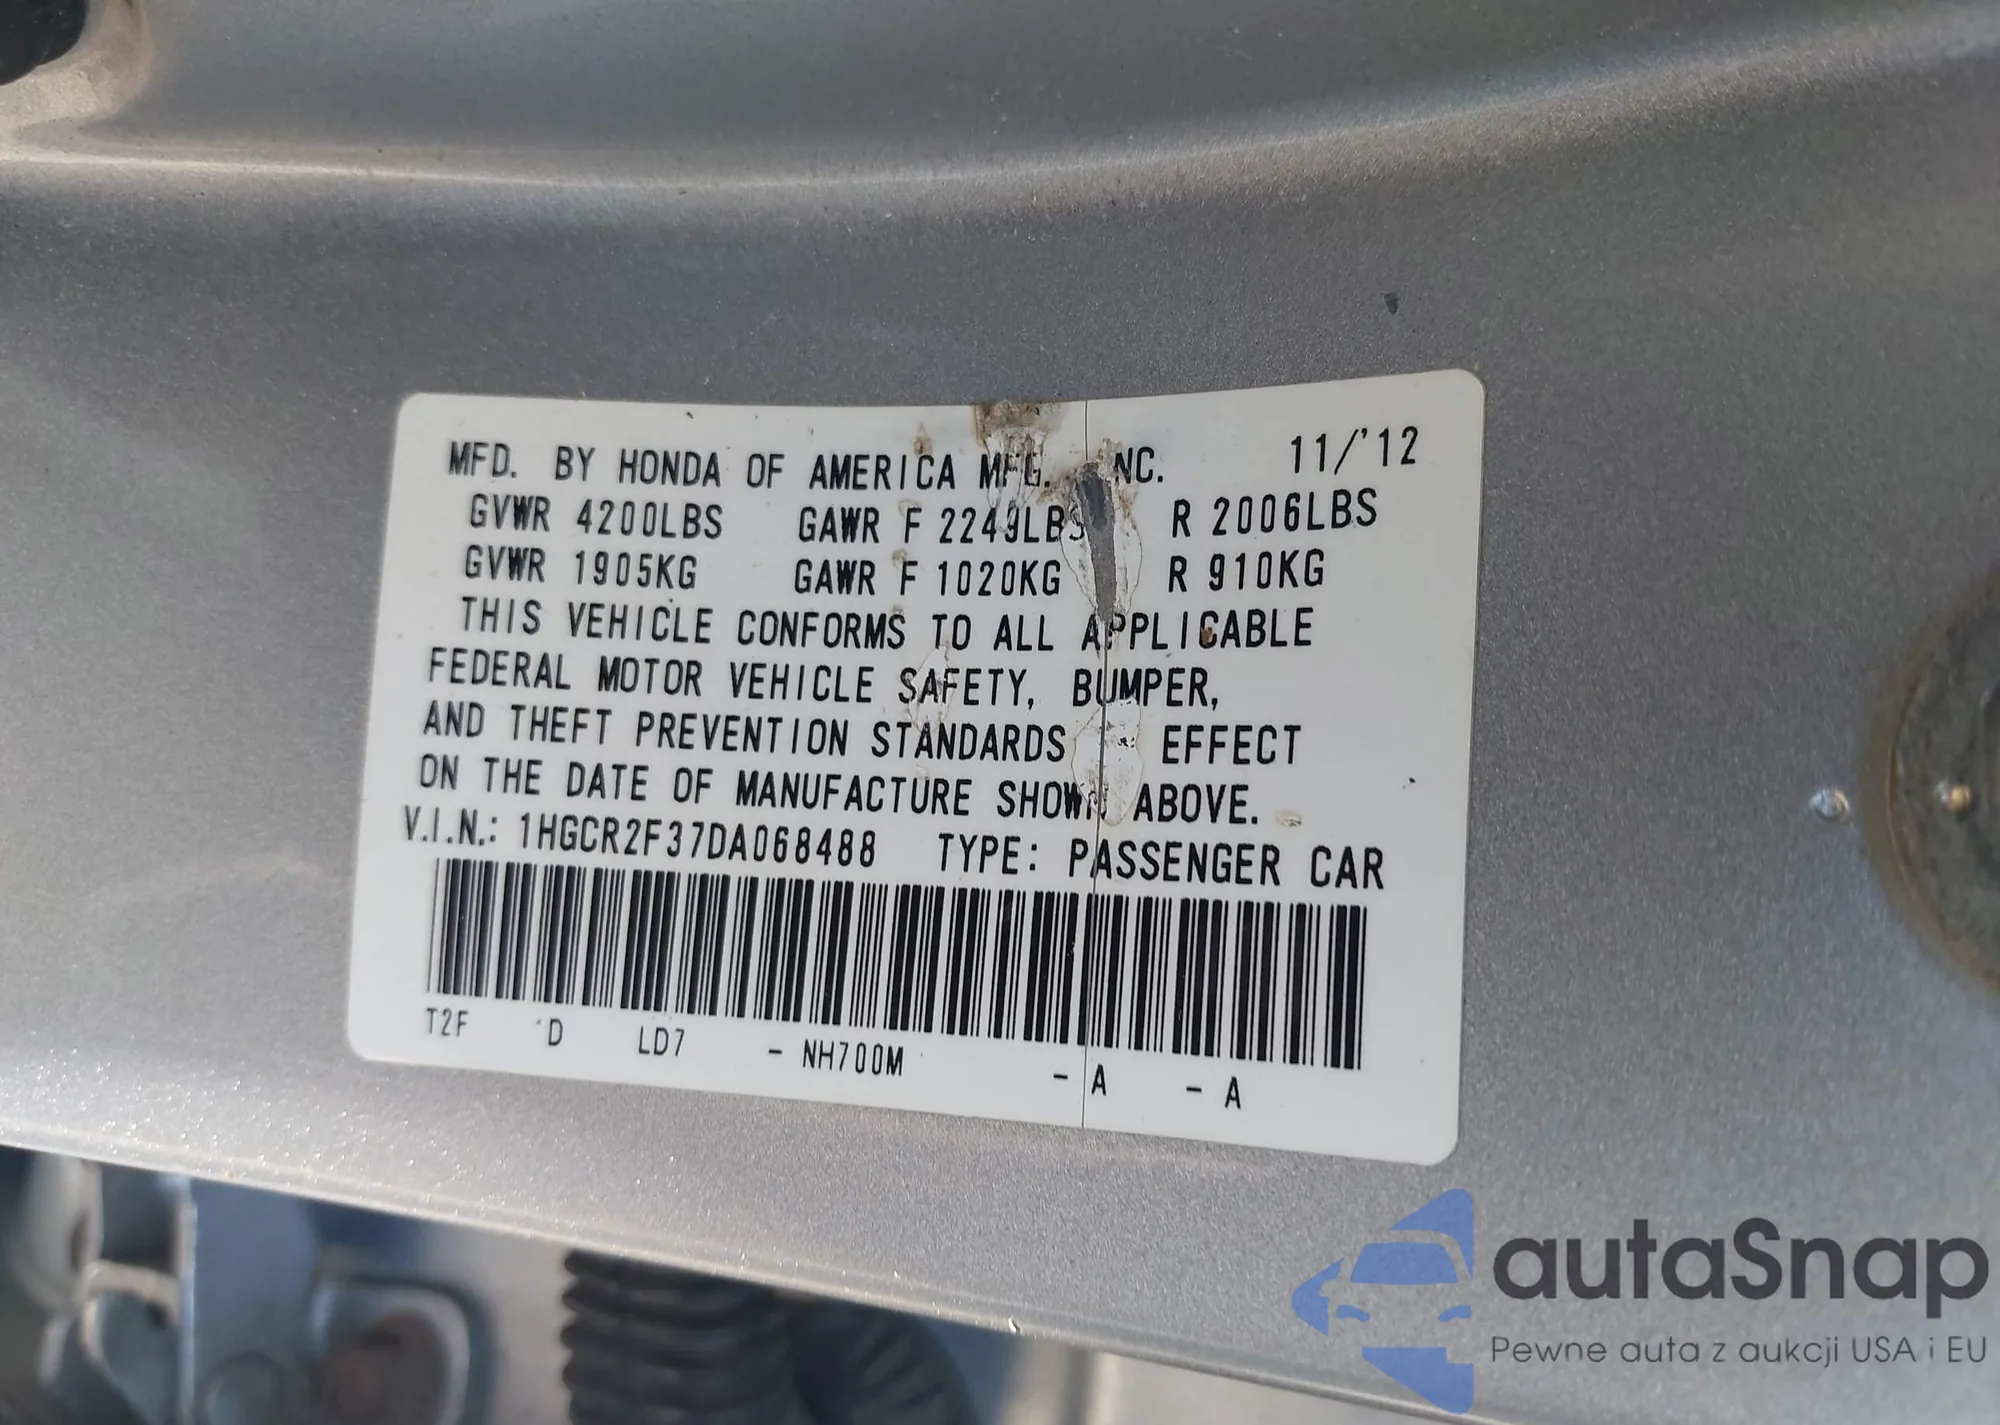 MFD. BY HONDA OF AMERICA MFG. INC. 11/'12
GVWR 4200LBS GAWR F 2249LBS R 2006LBS
GVWR 1905KG GAWR F 1020KG R 910KG
THIS VEHICLE CONFORMS TO ALL APPLICABLE
FEDERAL MOTOR VEHICLE SAFETY, BUMPER,
AND THEFT PREVENTION STANDARDS EFFECT
ON THE DATE OF MANUFACTURE SHOWN ABOVE.
V.I.N.: 1HGCR2F37DA068488 TYPE: PASSENGER CAR
T2F D LD7 - NH700M - A - A
autaSnap
Pewne auta z aukcji USA i EU